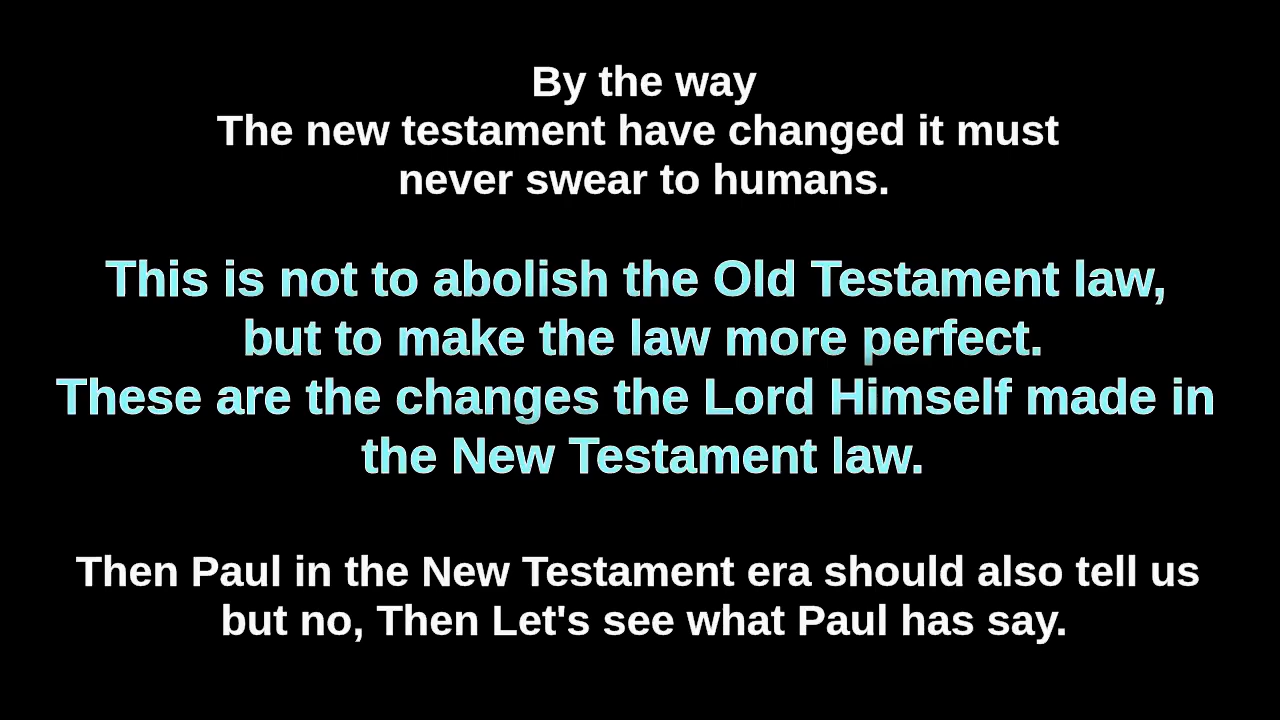 By the way
The new testament have changed it must
never swear to humans.
This is not to abolish the Old Testament law,
but to make the law more perfect.
These are the changes the Lord Himself made in
the New Testament law.
Then Paul in the New Testament era should also tell us
but no, Then Let's see what Paul has say.